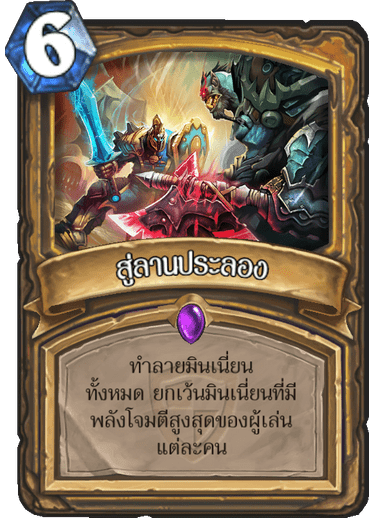 6
สู่ลานประลอง
ทำลายมินเนี่ยน
ทั้งหมด ยกเว้นมินเนี่ยนที่มี
พลังโจมตีสูงสุดของผู้เล่น
แต่ละคน